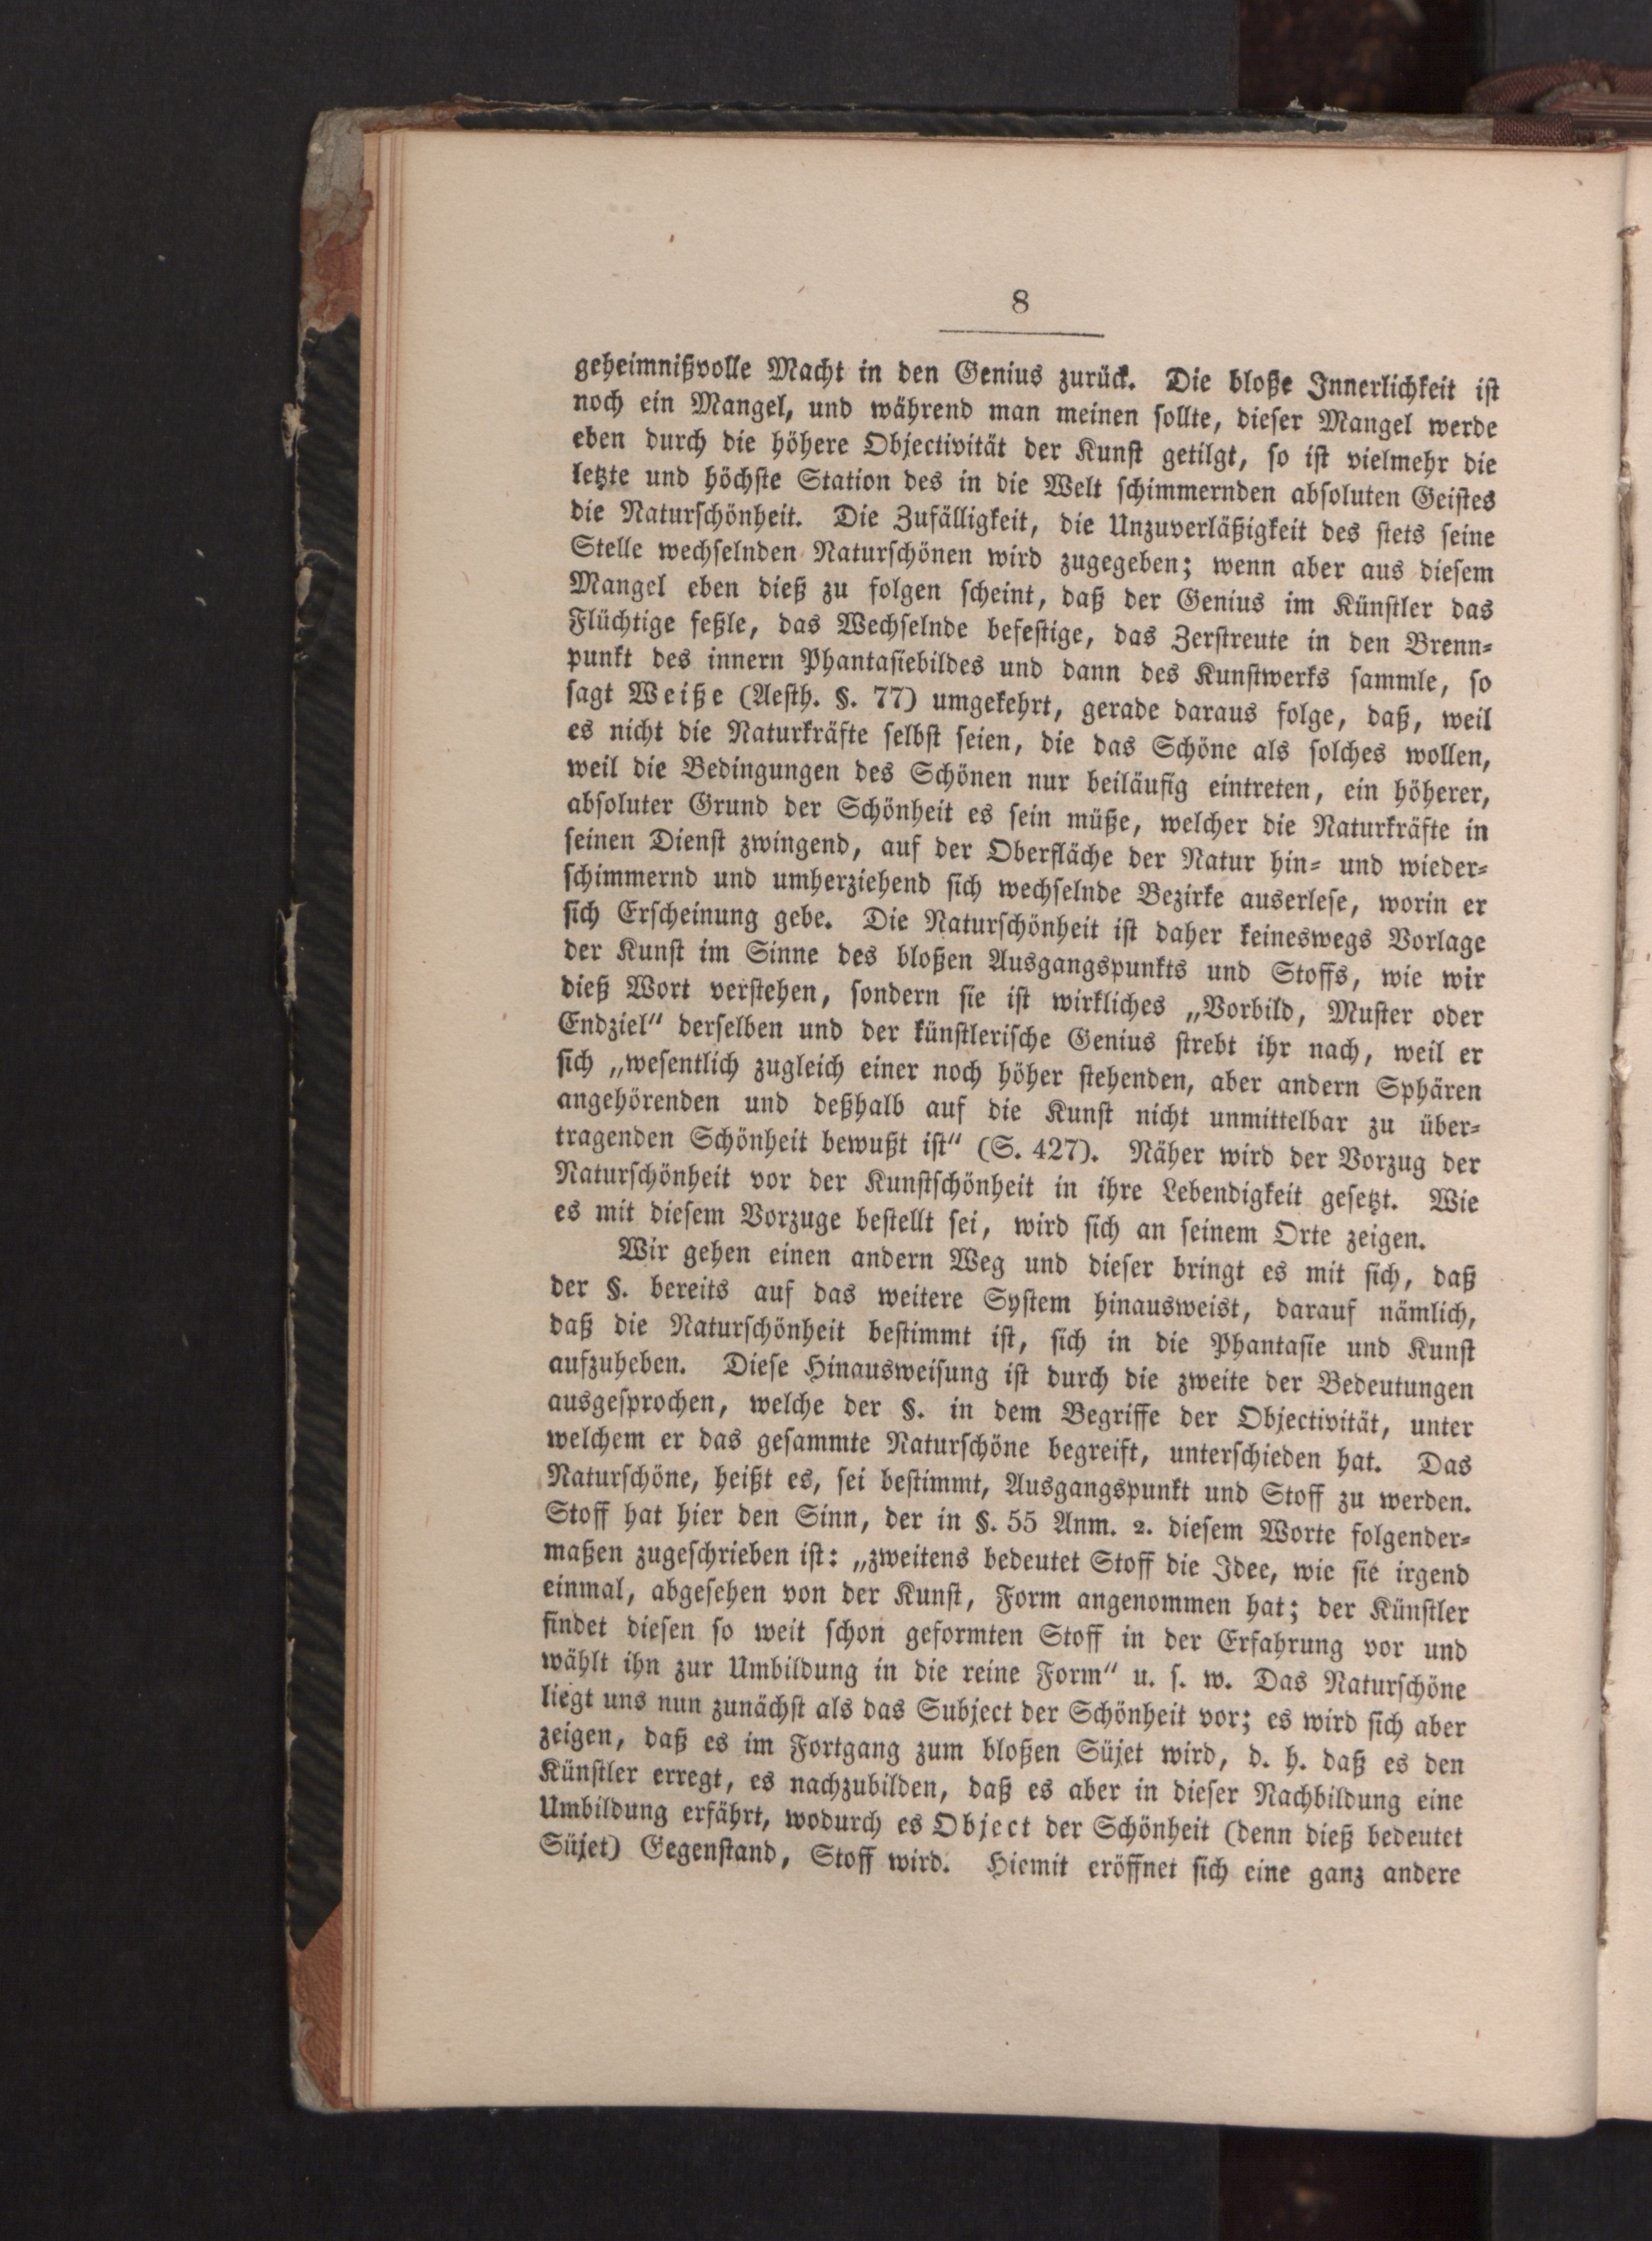 8
geheimnißvolle Macht in den Genius zurück. Die bloße Innerlichkeit ist
noch ein Mangel, und während man meinen sollte, dieser Mangel werde
eben durch die höhere Objectivität der Kunst getilgt, so ist vielmehr die
letzte und höchste Station des in die Welt schimmernden absoluten Geistes
die Naturschönheit. Die Zufälligkeit, die Unzuverläßigkeit des stets seine
Stelle wechselnden Naturschönen wird zugegeben; wenn aber aus diesem
Mangel eben dieß zu folgen scheint, daß der Genius im Künstler das
Flüchtige feßle, das Wechselnde befestige, das Zerstreute in den Brenn-
punkt des innern Phantasiebildes und dann des Kunstwerks sammle, so
sagt Weiße (Aesth. §. 77) umgekehrt, gerade daraus folge, daß, weil
es nicht die Naturkräfte selbst seien, die das Schöne als solches wollen,
weil die Bedingungen des Schönen nur beiläufig eintreten, ein höherer,
absoluter Grund der Schönheit es sein müße, welcher die Naturkräfte in
seinen Dienst zwingend, auf der Oberfläche der Natur hin- und wieder-
schimmernd und umherziehend sich wechselnde Bezirke auserlese, worin er
sich Erscheinung gebe. Die Naturschönheit ist daher keineswegs Vorlage
der Kunst im Sinne des bloßen Ausgangspunkts und Stoffs, wie wir
dieß Wort verstehen, sondern sie ist wirkliches „Vorbild, Muster oder
Endziel“ derselben und der künstlerische Genius strebt ihr nach, weil er
sich „wesentlich zugleich einer noch höher stehenden, aber andern Sphären
angehörenden und deßhalb auf die Kunst nicht unmittelbar zu über-
tragenden Schönheit bewußt ist“ (S. 427). Näher wird der Vorzug der
Naturschönheit vor der Kunstschönheit in ihre Lebendigkeit gesetzt. Wie
es mit diesem Vorzuge bestellt sei, wird sich an seinem Orte zeigen.
Wir gehen einen andern Weg und dieser bringt es mit sich, daß
der §. bereits auf das weitere System hinausweist, darauf nämlich,
daß die Naturschönheit bestimmt ist, sich in die Phantasie und Kunst
aufzuheben. Diese Hinausweisung ist durch die zweite der Bedeutungen
ausgesprochen, welche der §. in dem Begriffe der Objectivität, unter
welchem er das gesammte Naturschöne begreift, unterschieden hat. Das
Naturschöne, heißt es, sei bestimmt, Ausgangspunkt und Stoff zu werden.
Stoff hat hier den Sinn, der in §. 55 Anm. 2. diesem Worte folgender-
maßen zugeschrieben ist: „zweitens bedeutet Stoff die Idee, wie sie irgend
einmal, abgesehen von der Kunst, Form angenommen hat; der Künstler
findet diesen so weit schon geformten Stoff in der Erfahrung vor und
wählt ihn zur Umbildung in die reine Form“ u. s. w. Das Naturschöne
liegt uns nun zunächst als das Subject der Schönheit vor; es wird sich aber
zeigen, daß es im Fortgang zum bloßen Süjet wird, d. h. daß es den
Künstler erregt, es nachzubilden, daß es aber in dieser Nachbildung eine
Umbildung erfährt, wodurch es Object der Schönheit (denn dieß bedeutet
Süjet) Gegenstand, Stoff wird. Hiemit eröffnet sich eine ganz andere